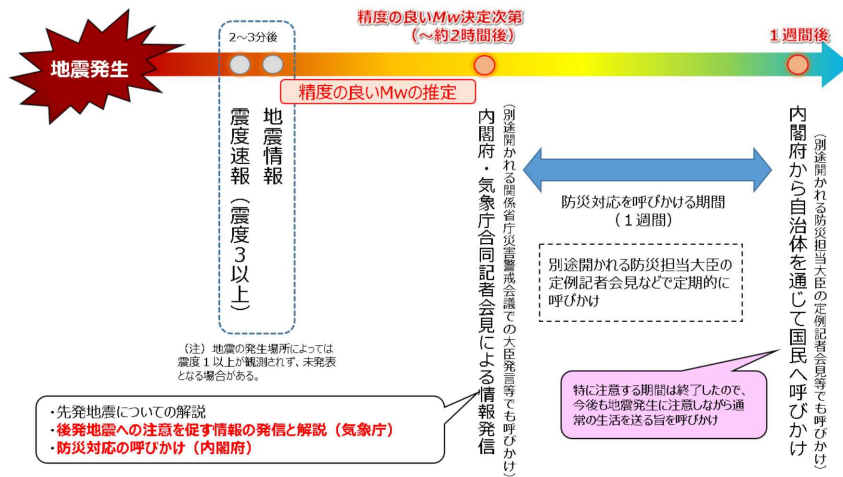 地震発生
2～3分後
精度の良いMw決定次第
（～約2時間後）
1週間後
精度の良いMwの推定
震度速報（震度３以上）
地震情報
（注）地震の発生場所によっては
震度１以上が観測されず、未発表
となる場合がある。
内閣府・気象庁合同記者会見による情報発信
（別途開かれる関係省庁災害警戒会議での大臣発言等でも呼びかけ）
防災対応を呼びかける期間
（１週間）
別途開かれる防災担当大臣の
定例記者会見などで定期的に
呼びかけ
内閣府から自治体を通じて国民へ呼びかけ
（別途開かれる防災担当大臣の定例記者会見等でも呼びかけ）
特に注意する期間は終了したので、
今後も地震発生に注意しながら通
常の生活を送る旨を呼びかけ
・先発地震についての解説
・後発地震への注意を促す情報の発信と解説（気象庁）
・防災対応の呼びかけ（内閣府）